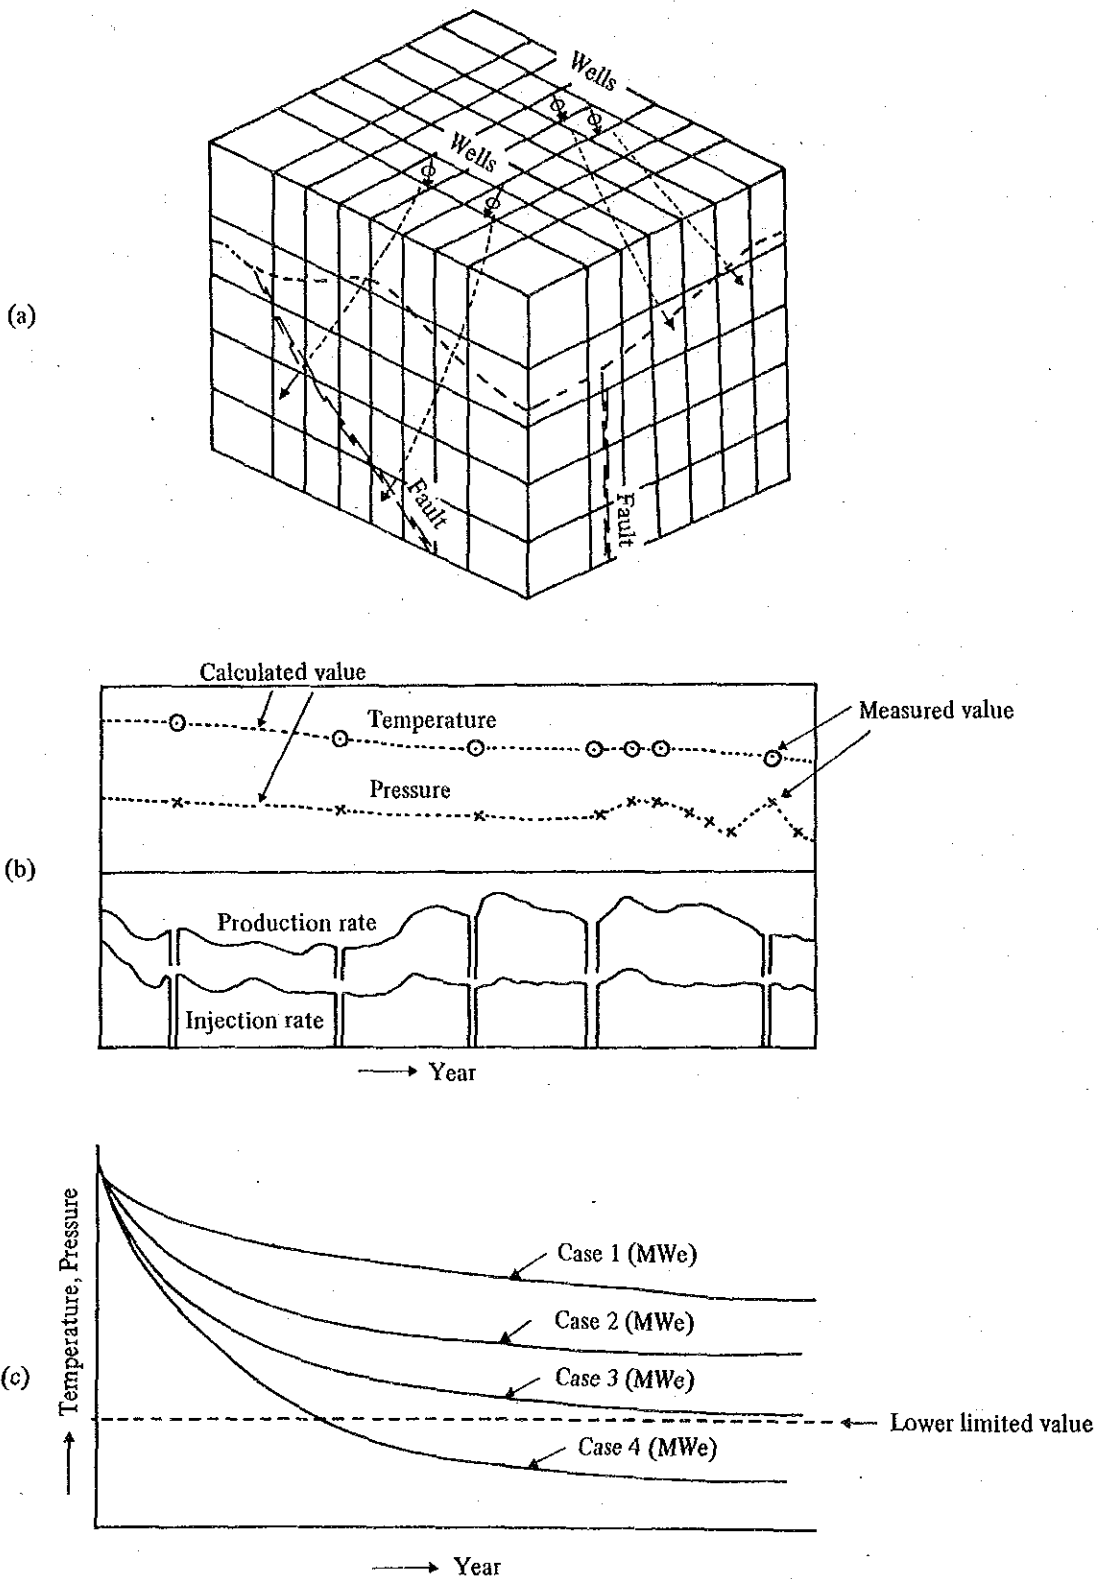 Wells
Wells
(a)
Fault
Fault
Calculated value
Temperature
Measured value
Pressure
(b)
Production rate
Injection rate
Year
Temperature, Pressure
Case 1 (MWe)
Case 2 (MWe)
(c)
Case 3 (MWe)
Lower limited value
Case 4 (MWe)
Year